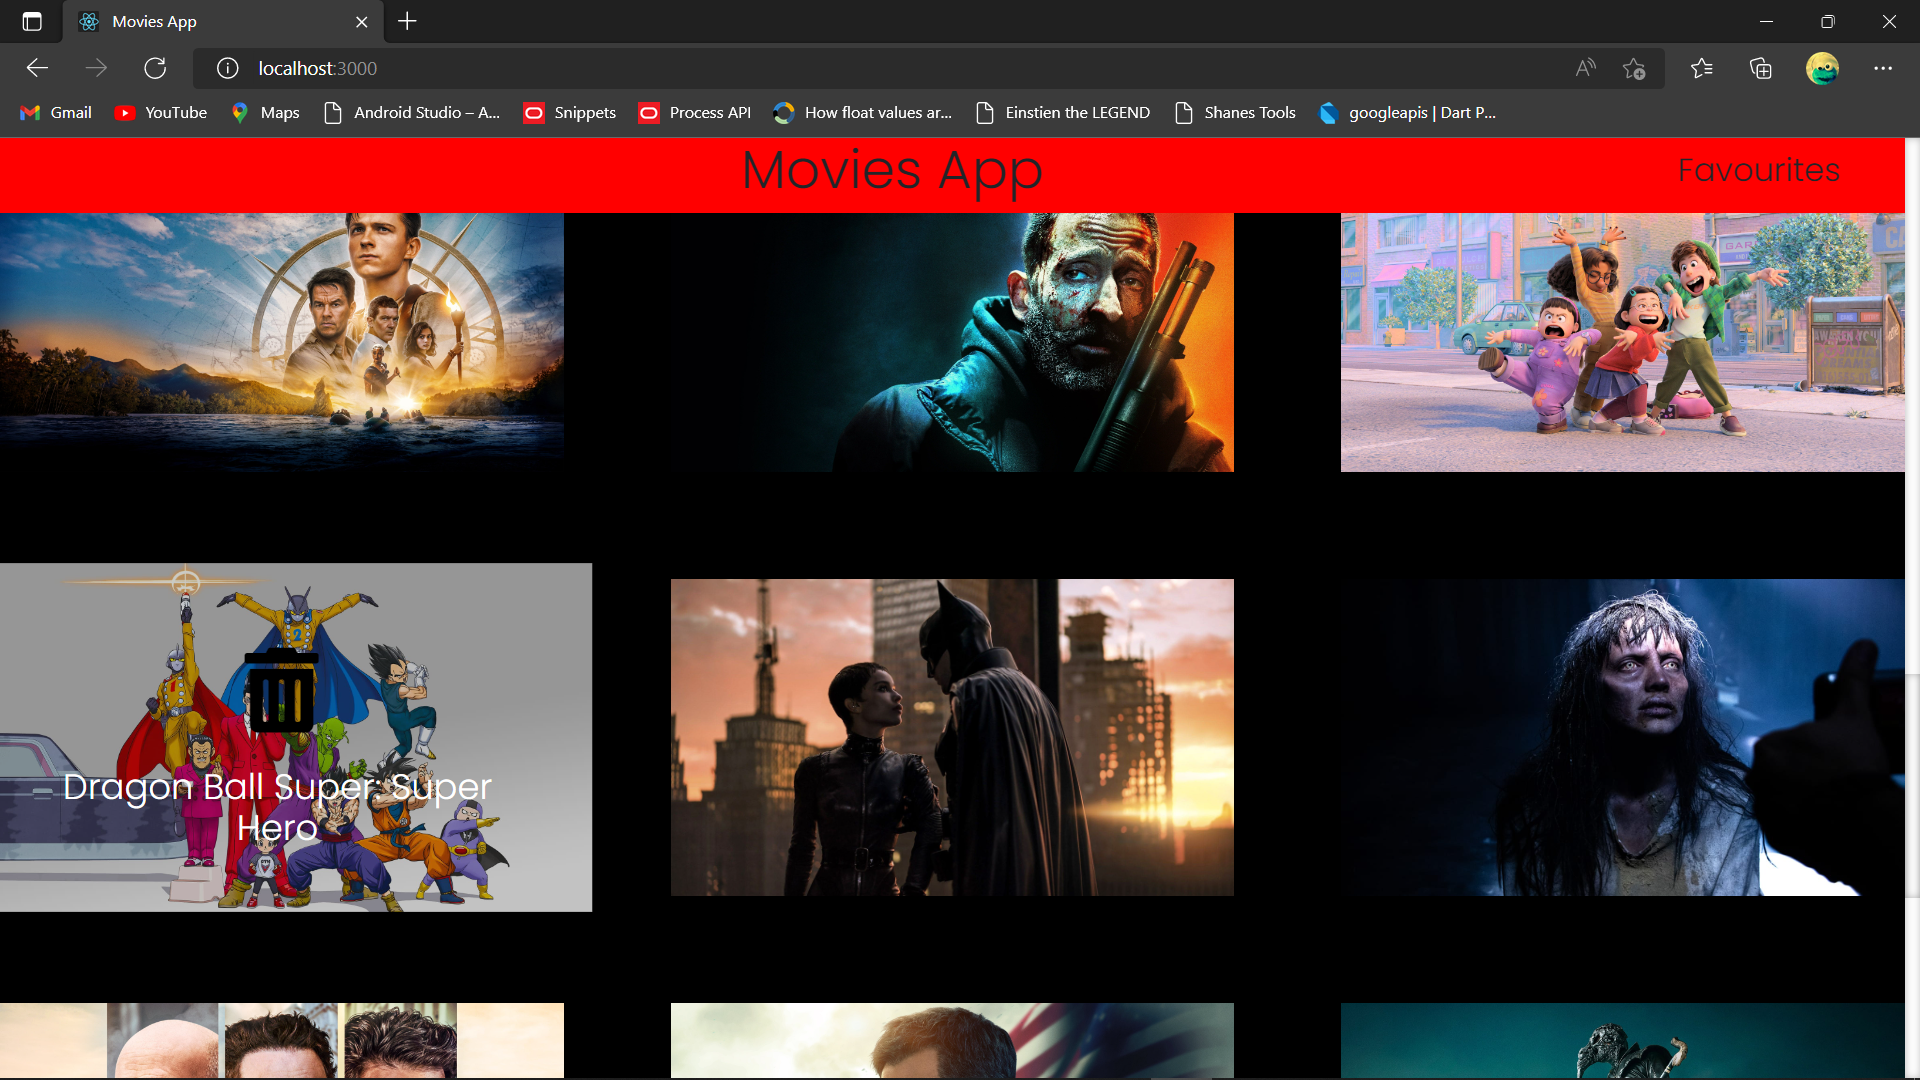 Movies App
localhost:3000
Gmail
YouTube
Maps
Android Studio – A...
Snippets
Process API
How float values ar...
Einstien the LEGEND
Shanes Tools
googleapis | Dart P...
Movies App
Favourites
Dragon Ball Super: Super
Hero